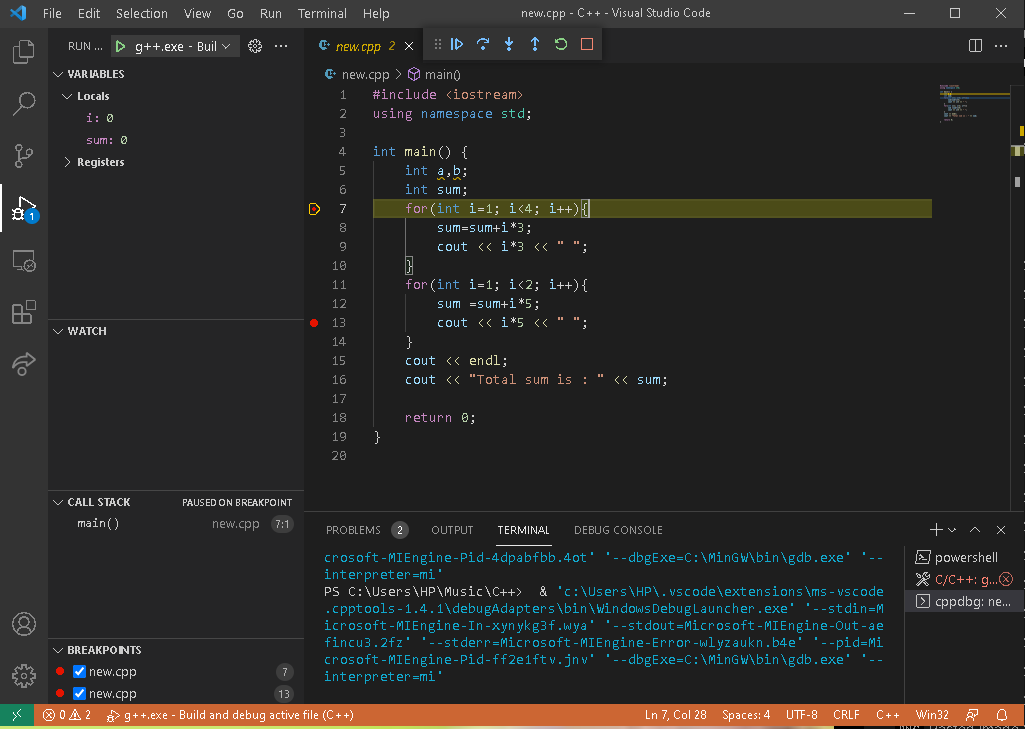 File Edit Selection View Go Run Terminal Help new.cpp - C++ - Visual Studio Code
RUN ... g++.exe - Buil ...
new.cpp 2
new.cpp > main()
VARIABLES
Locals
i: 0
sum: 0
Registers
WATCH
CALL STACK PAUSED ON BREAKPOINT
main() new.cpp 7:1
BREAKPOINTS
new.cpp 7
new.cpp 13
1
1 #include <iostream>
2 using namespace std;
3
4 int main() {
5 int a,b;
6 int sum;
7 for(int i=1; i<4; i++){
8 sum=sum+i*3;
9 cout << i*3 << " ";
10 }
11 for(int i=1; i<2; i++){
12 sum =sum+i*5;
13 cout << i*5 << " ";
14 }
15 cout << endl;
16 cout << "Total sum is : " << sum;
17
18 return 0;
19 }
20
PROBLEMS 2 OUTPUT TERMINAL DEBUG CONSOLE
crosoft-MIEngine-Pid-4dpabfbb.4ot' '--dbgExe=C:\MinGW\bin\gdb.exe' '--
interpreter=mi'
PS C:\Users\HP\Music\C++> & 'c:\Users\HP\.vscode\extensions\ms-vscode
.cpptools-1.4.1\debugAdapters\bin\WindowsDebugLauncher.exe' '--stdin=M
icrosoft-MIEngine-In-xynykg3f.wya' '--stdout=Microsoft-MIEngine-Out-ae
fincu3.2fz' '--stderr=Microsoft-MIEngine-Error-wlyzaukn.b4e' '--pid=Mi
crosoft-MIEngine-Pid-ff2e1ftv.jnv' '--dbgExe=C:\MinGW\bin\gdb.exe' '--
interpreter=mi'
powershell
C/C++: g...
cppdbg: ne...
0 2 g++.exe - Build and debug active file (C++) Ln 7, Col 28 Spaces: 4 UTF-8 CRLF C++ Win32